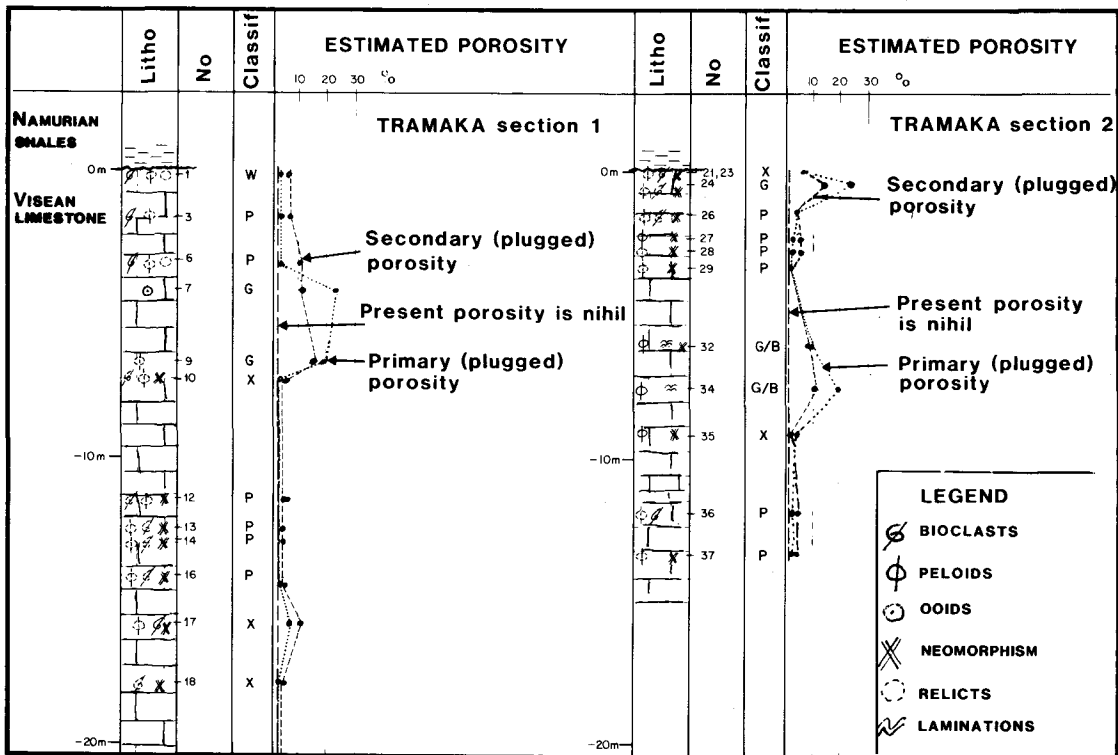 Litho
No
Classif
ESTIMATED POROSITY
10 20 30 %
NAMURIAN
SHALES
TRAMAKA section 1
0m
VISEAN
LIMESTONE
1 W
3 P
Secondary (plugged)
porosity
6 P
7 G
Present porosity is nihil
9 G
Primary (plugged)
porosity
10 X
-10m
12 P
13 P
14 P
16 P
17 X
18 X
-20m
Litho
No
Classif
ESTIMATED POROSITY
10 20 30 %
TRAMAKA section 2
0m
21,23 X
24 G
Secondary (plugged)
porosity
26 P
27 P
28 P
29 P
Present porosity
is nihil
32 G/B
Primary (plugged)
porosity
34 G/B
35 X
-10m
36 P
37 P
-20m
LEGEND
BIOCLASTS
PELOIDS
OOIDS
NEOMORPHISM
RELICTS
LAMINATIONS